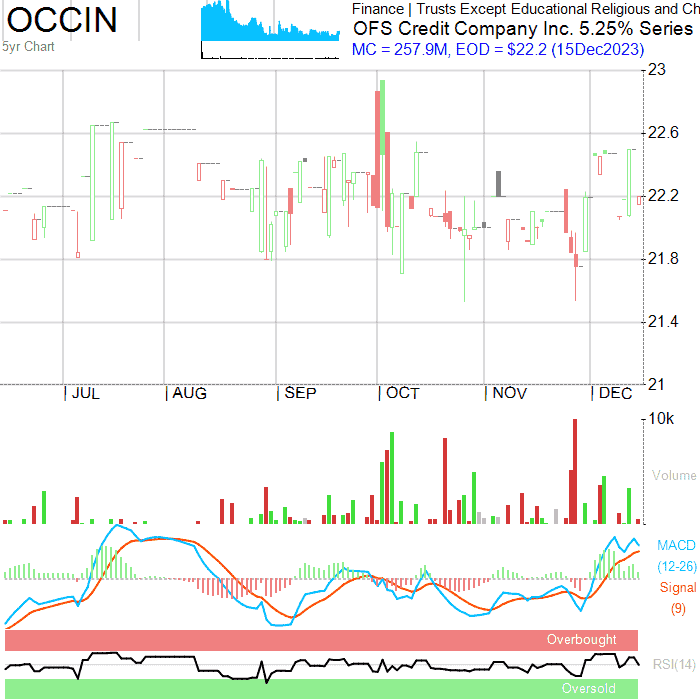 OCCIN
5yr Chart
Finance | Trusts Except Educational Religious and Ch
OFS Credit Company Inc. 5.25% Series
MC = 257.9M, EOD = $22.2 (15Dec2023)
23
22.6
22.2
21.8
21.4
21
JUL AUG SEP OCT NOV DEC
10k
Volume
MACD
(12-26)
Signal
(9)
Overbought
RSI(14)
Oversold